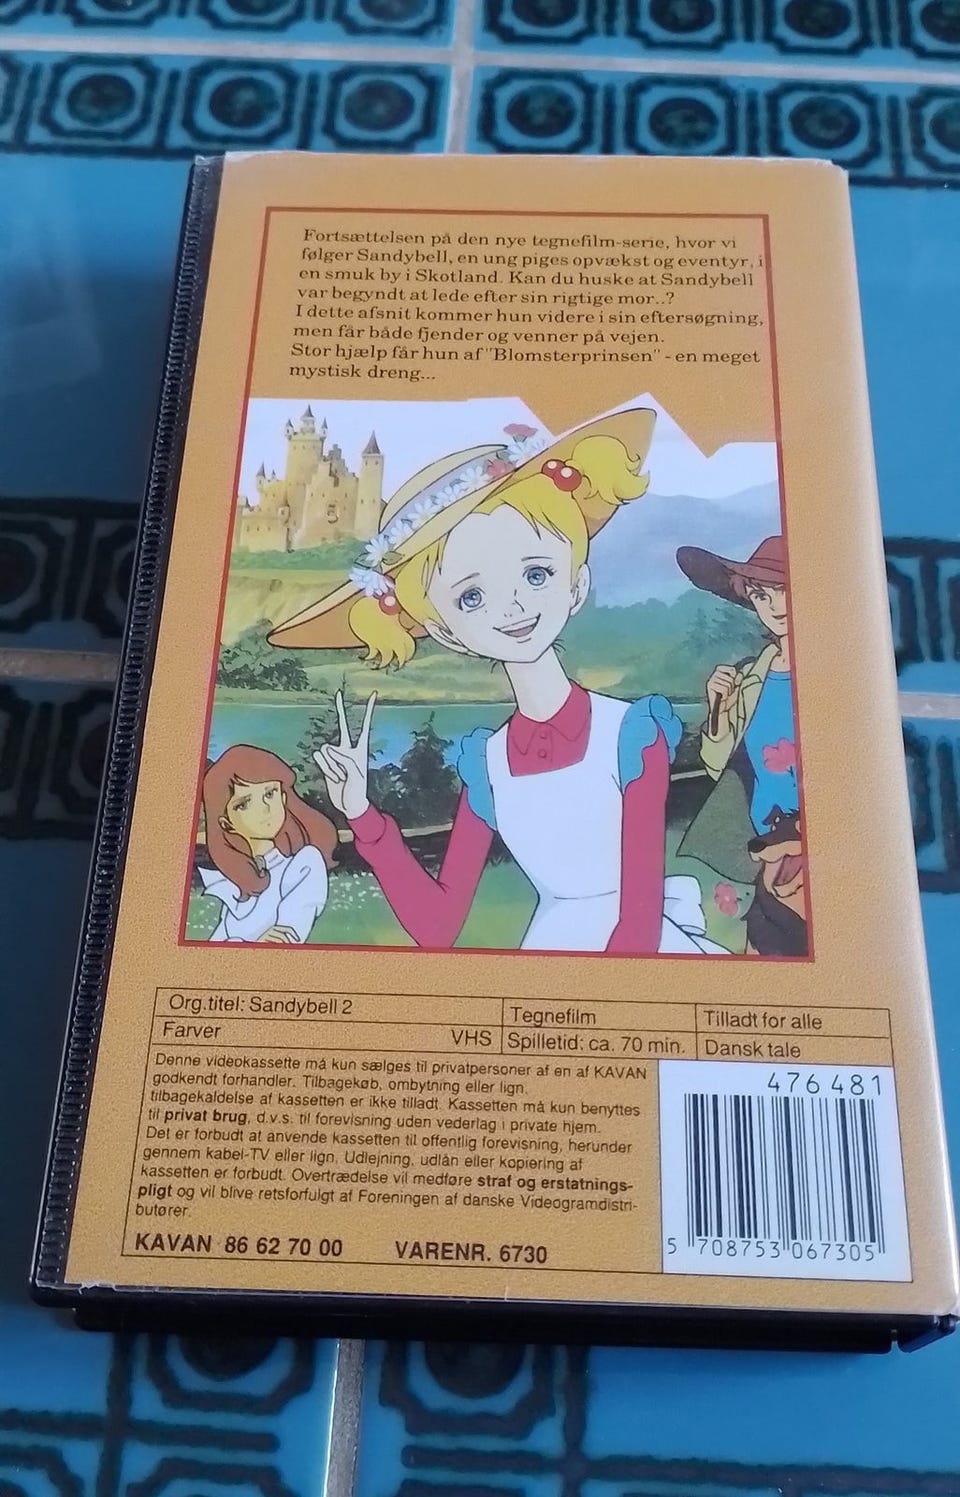 Fortsættelsen på den nye tegnefilm-serie, hvor vi
følger Sandybell, en ung piges opvækst og eventyr, i
en smuk by i Skotland. Kan du huske at Sandybell
var begyndt at lede efter sin rigtige mor..?
I dette afsnit kommer hun videre i sin eftersøgning,
men får både fjender og venner på vejen.
Stor hjælp får hun af "Blomsterprinsen" - en meget
mystisk dreng...
Org.titel: Sandybell 2
Tegnefilm
Tilladt for alle
Farver VHS
Spilletid: ca. 70 min.
Dansk tale
Denne videokassette må kun sælges til privatpersoner af en af KAVAN
godkendt forhandler. Tilbagekøb, ombytning eller lign.
tilbagekaldelse af kassetten er ikke tilladt. Kassetten må kun benyttes
til privat brug, d.v.s. til forevisning uden vederlag i private hjem.
Det er forbudt at anvende kassetten til offentlig forevisning, herunder
gennem kabel-TV eller lign. Udlejning, udlån eller kopiering af
kassetten er forbudt. Overtrædelse vil medføre straf og erstatnings-
pligt og vil blive retsforfulgt af Foreningen af danske Videogramdistri-
butører.
KAVAN 86 62 70 00 VARENR. 6730
476 481
5 708753 067305